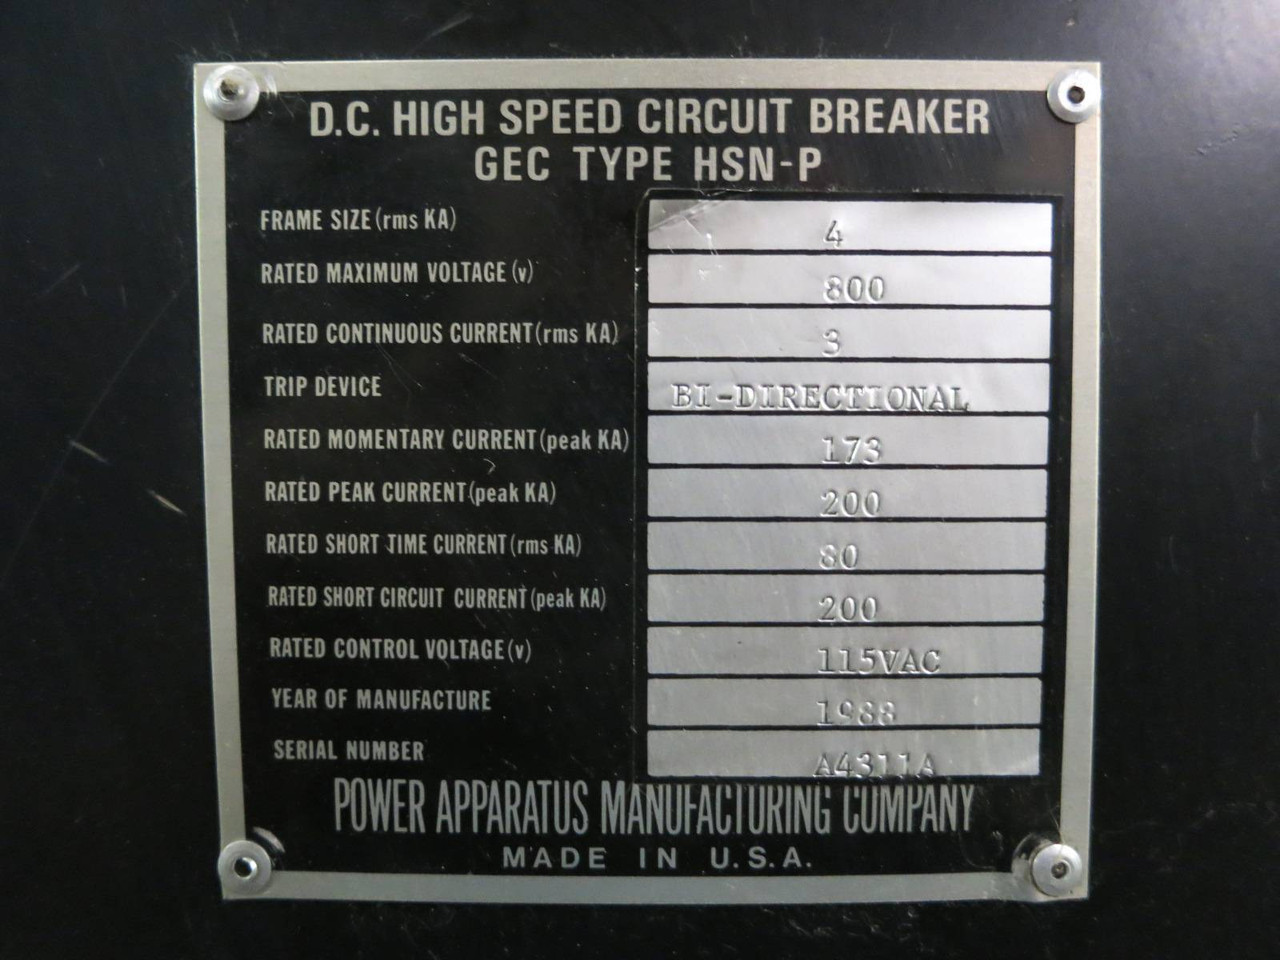 D.C. HIGH SPEED CIRCUIT BREAKER
GEC TYPE HSN-P
FRAME SIZE (rms KA) 4
RATED MAXIMUM VOLTAGE (v) 800
RATED CONTINUOUS CURRENT (rms KA) 3
TRIP DEVICE BI-DIRECTIONAL
RATED MOMENTARY CURRENT (peak KA) 173
RATED PEAK CURRENT (peak KA) 200
RATED SHORT TIME CURRENT (rms KA) 80
RATED SHORT CIRCUIT CURRENT (peak KA) 200
RATED CONTROL VOLTAGE (v) 115VAC
YEAR OF MANUFACTURE 1988
SERIAL NUMBER A4311A
POWER APPARATUS MANUFACTURING COMPANY
MADE IN U.S.A.